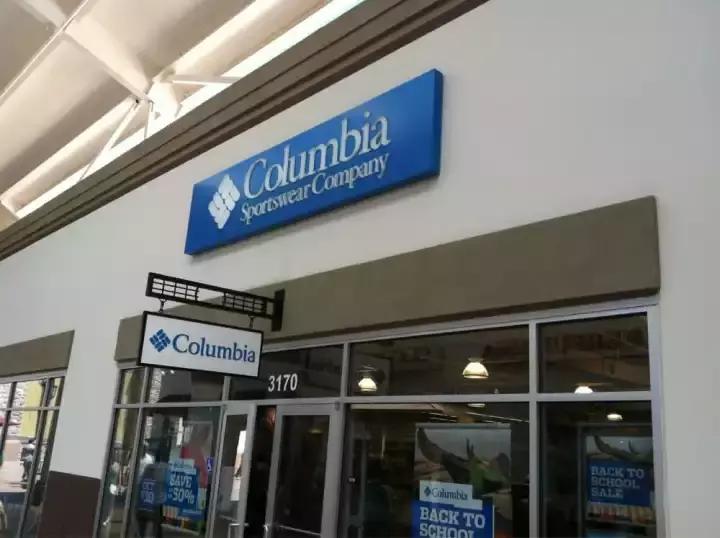 Columbia
Sportswear Company
Columbia
3170
SAVE
30%
Columbia
BACK TO
SCHOOL
BACK TO
SCHOOL
SALE